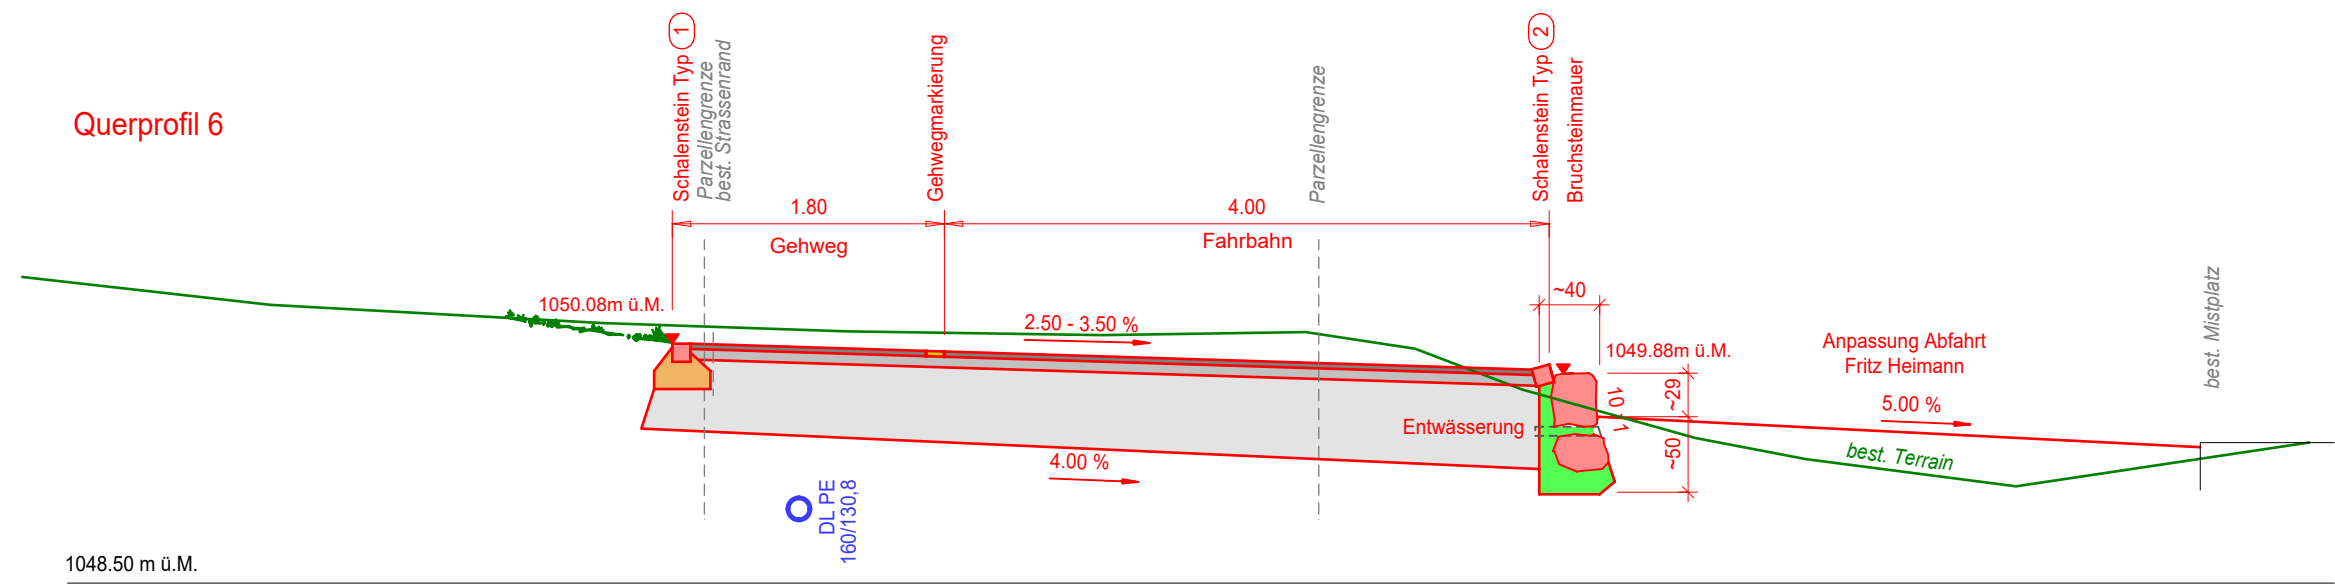 Querprofil 6
Schalenstein Typ 1
Parzellengrenze
best. Strassenrand
Gehwegmarkierung
Parzellengrenze
Schalenstein Typ 2
Bruchsteinmauer
1.80
4.00
Gehweg
Fahrbahn
1050.08m ü.M.
2.50 - 3.50 %
~40
1049.88m ü.M.
Anpassung Abfahrt
Fritz Heimann
best. Mistplatz
~29
10
1
5.00 %
Entwässerung
~50
best. Terrain
4.00 %
DL PE
160/130,8
1048.50 m ü.M.